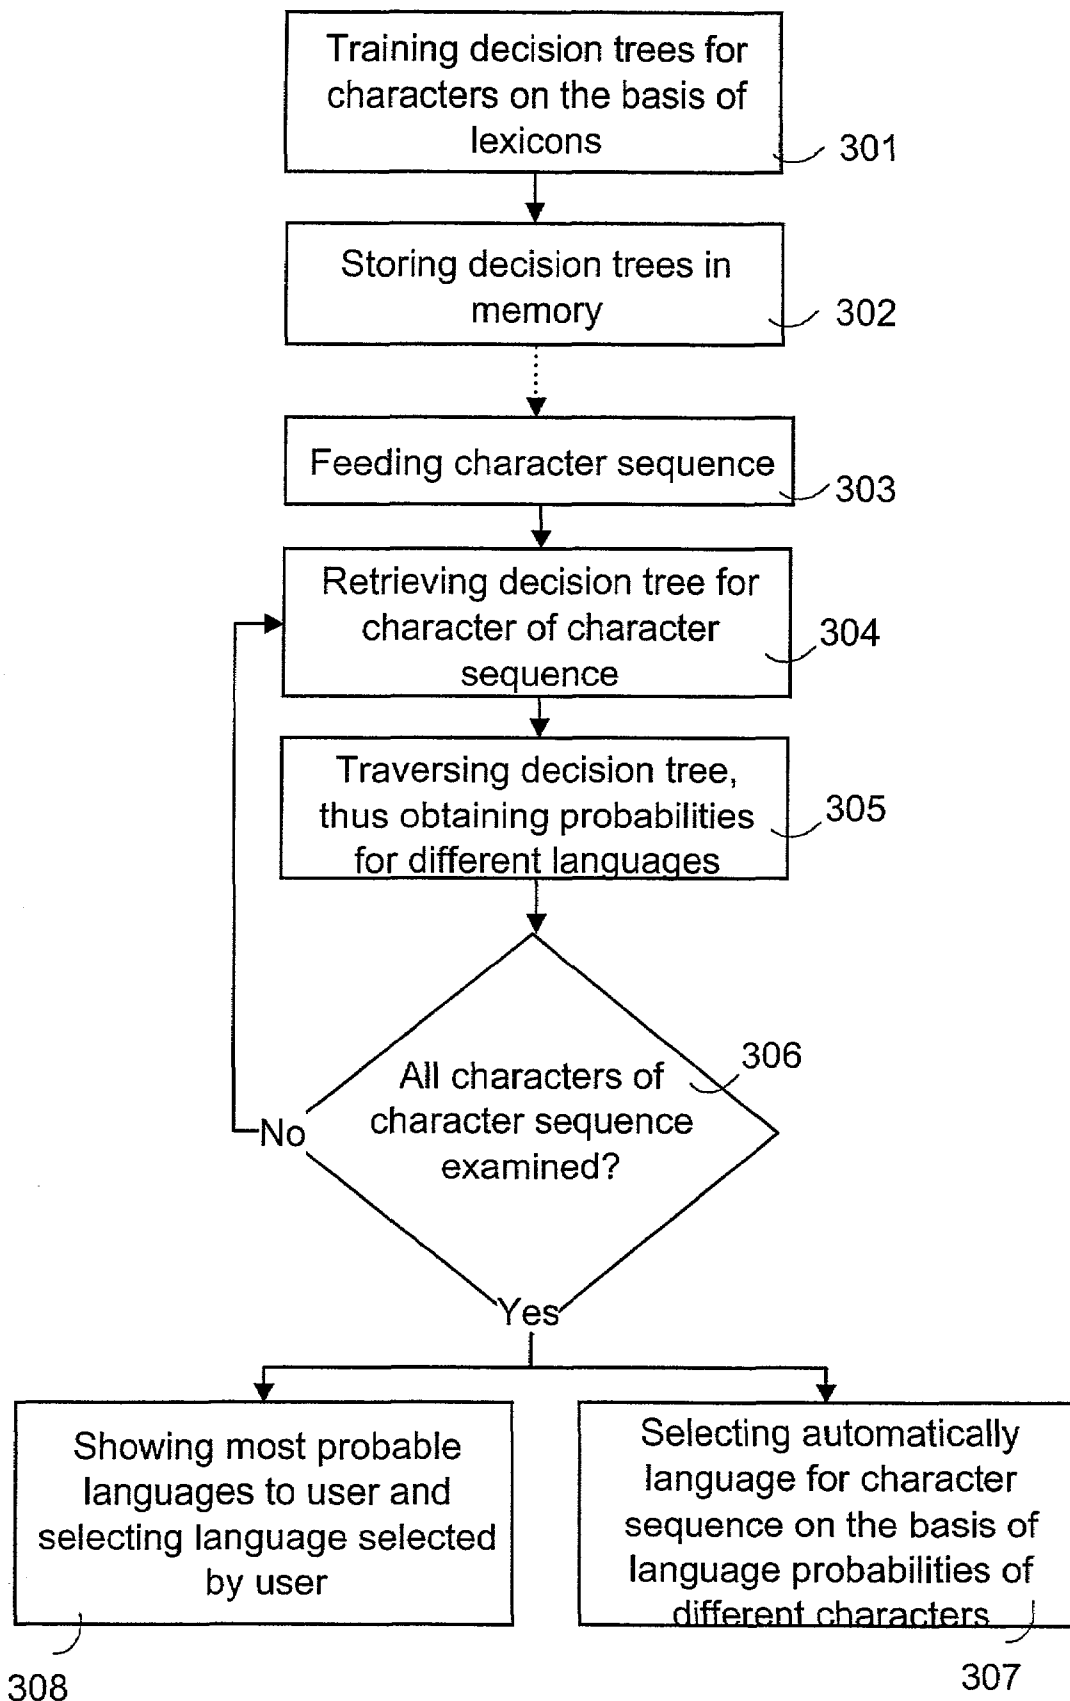 Training decision trees for
characters on the basis of
lexicons
301
Storing decision trees in
memory
302
Feeding character sequence
303
Retrieving decision tree for
character of character
sequence
304
Traversing decision tree,
thus obtaining probabilities
for different languages
305
306
All characters of
character sequence
examined?
No
Yes
Showing most probable
languages to user and
selecting language selected
by user
308
Selecting automatically
language for character
sequence on the basis of
language probabilities of
different characters
307